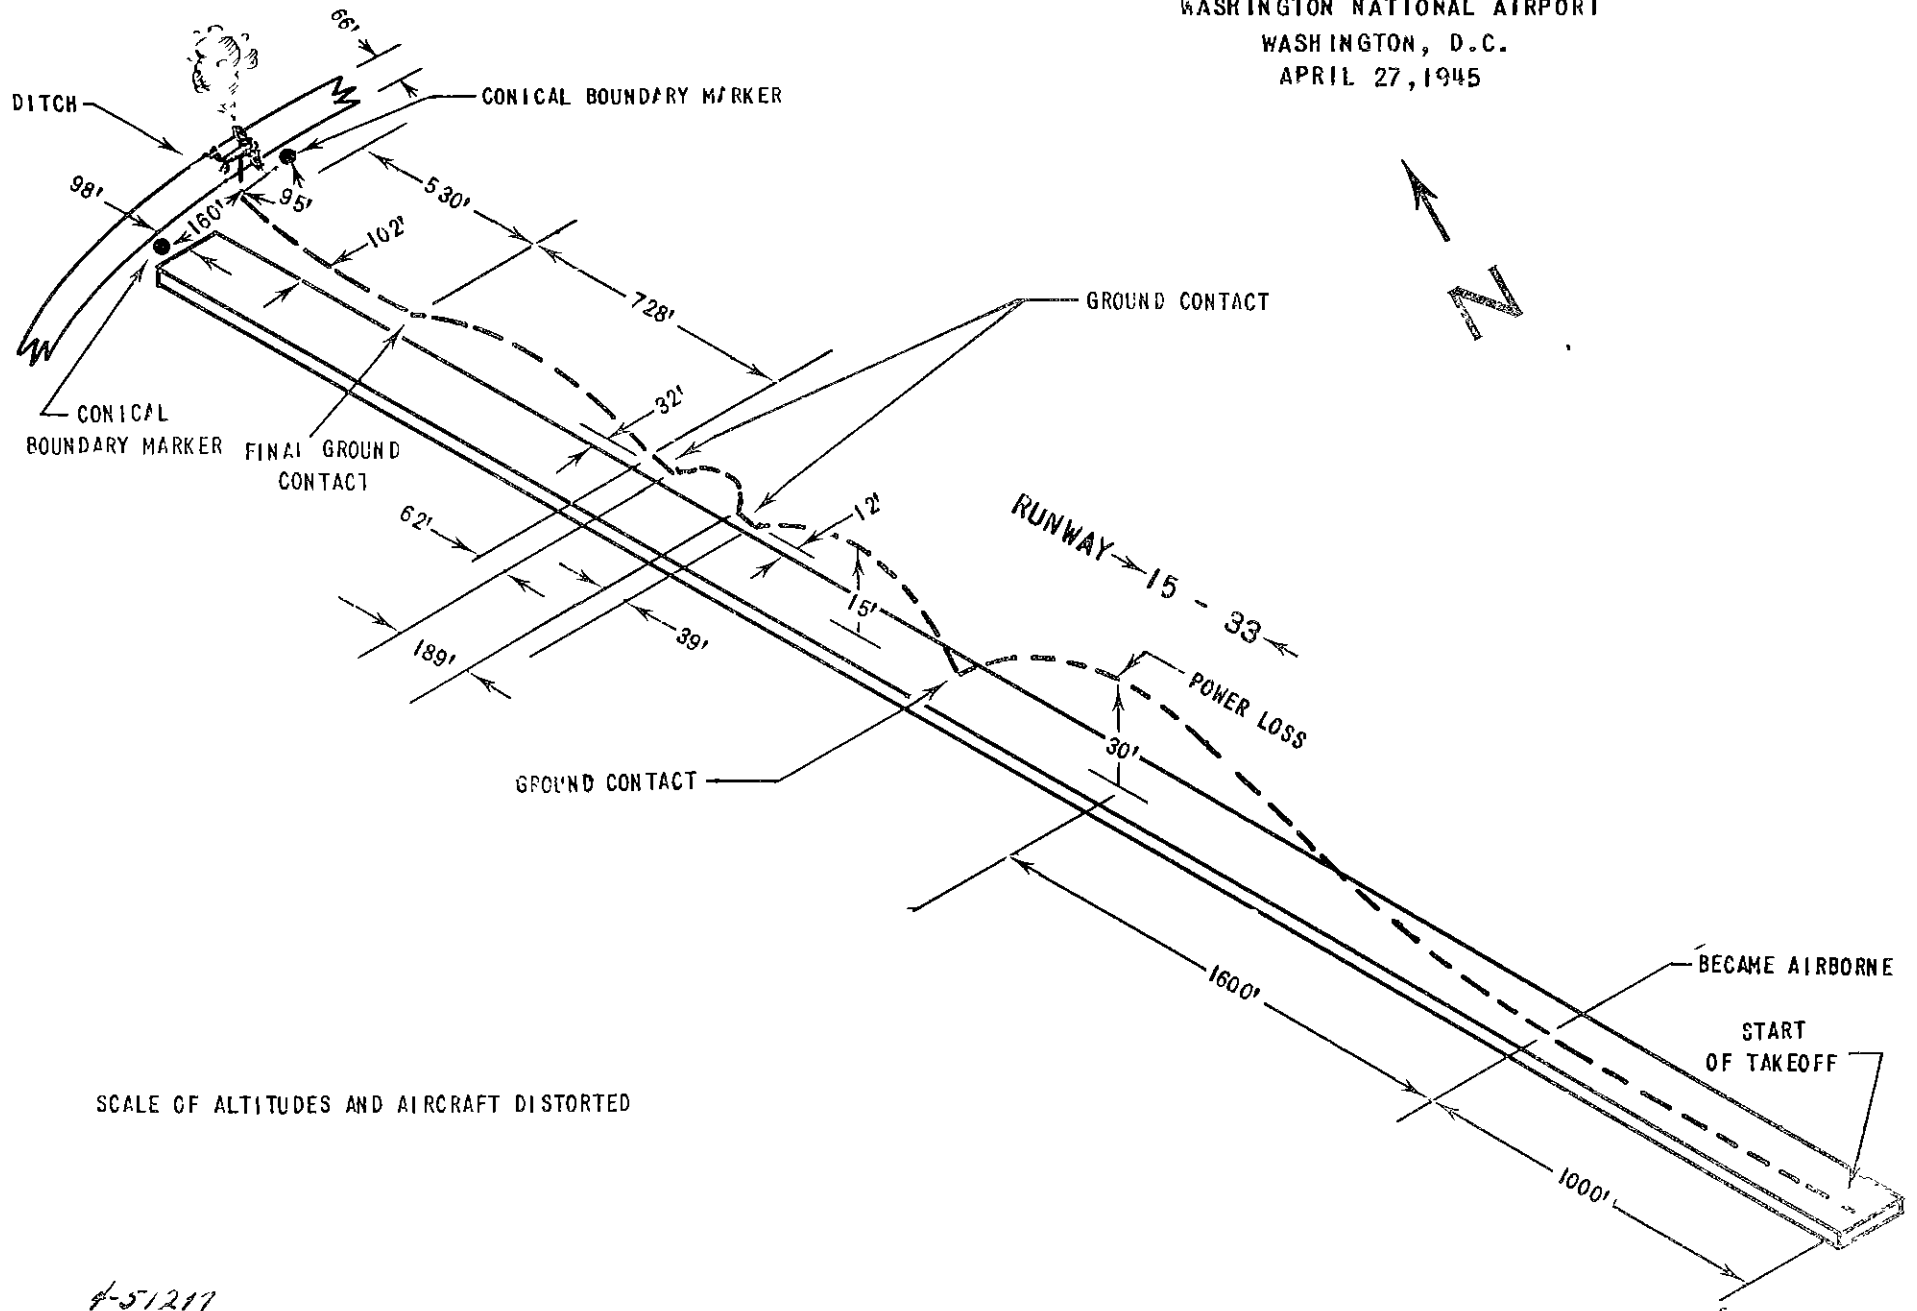 WASHINGTON NATIONAL AIRPORT
WASHINGTON, D.C.
APRIL 27, 1945
66'
DITCH
CONICAL BOUNDARY MARKER
98'
160'
95'
530'
102'
N
728'
GROUND CONTACT
CONICAL
BOUNDARY MARKER
FINAL GROUND
CONTACT
32'
62'
12'
RUNWAY 15 - 33
15'
39'
189'
POWER LOSS
30'
GROUND CONTACT
1600'
BECAME AIRBORNE
START
OF TAKEOFF
SCALE OF ALTITUDES AND AIRCRAFT DISTORTED
1000'